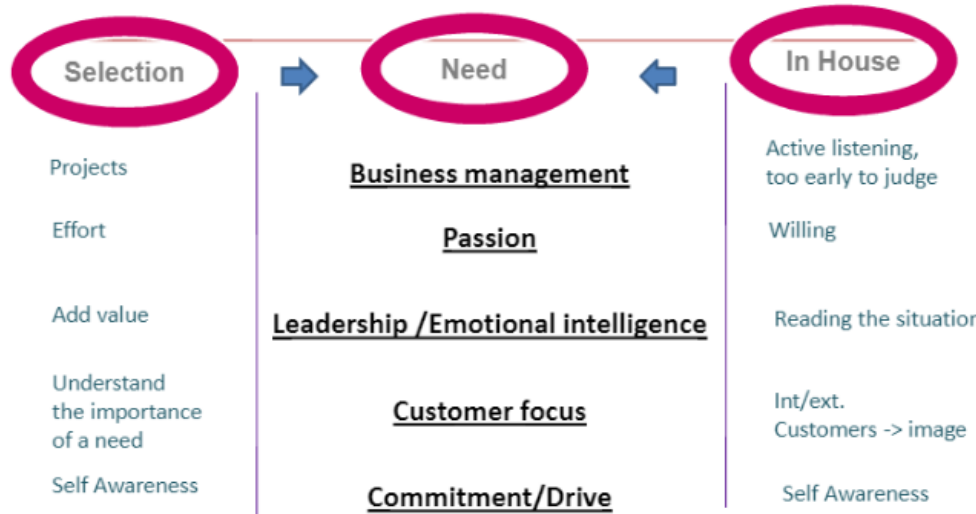 Selection
Need
In House
Projects
Business management
Active listening,
too early to judge
Effort
Passion
Willing
Add value
Leadership /Emotional intelligence
Reading the situation
Understand
the importance
of a need
Customer focus
Int/ext.
Customers -> image
Self Awareness
Commitment/Drive
Self Awareness